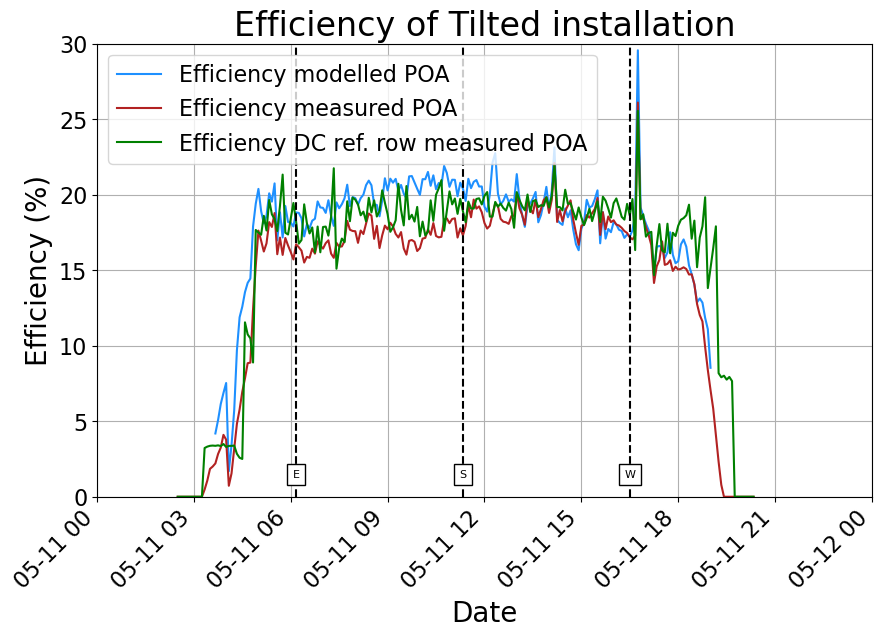 Efficiency of Tilted installation
Efficiency modelled POA
Efficiency measured POA
Efficiency DC ref. row measured POA
Efficiency (%)
30
25
20
15
10
5
0
E
S
W
05-11 00
05-11 03
05-11 06
05-11 09
05-11 12
05-11 15
05-11 18
05-11 21
05-12 00
Date